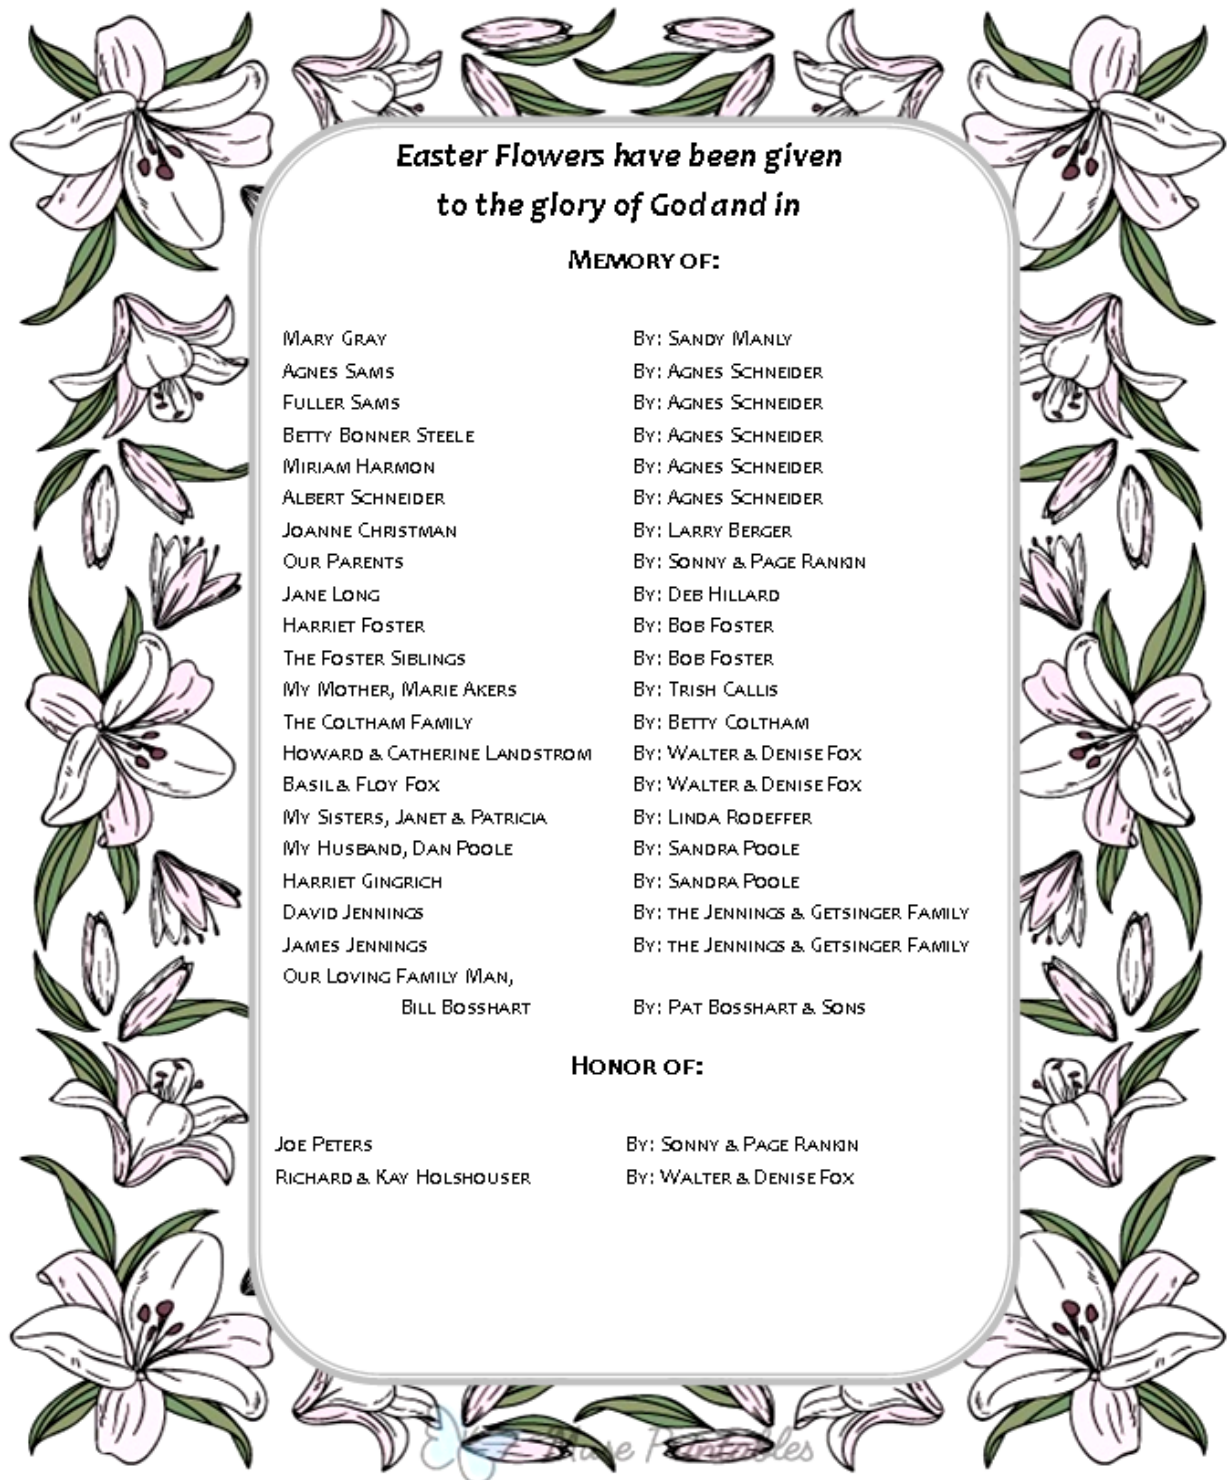 Easter Flowers have been given
to the glory of God and in
MEMORY OF:
MARY GRAY BY: SANDY MANLY
AGNES SAMS BY: AGNES SCHNEIDER
FULLER SAMS BY: AGNES SCHNEIDER
BETTY BONNER STEELE BY: AGNES SCHNEIDER
MIRIAM HARMON BY: AGNES SCHNEIDER
ALBERT SCHNEIDER BY: AGNES SCHNEIDER
JOANNE CHRISTMAN BY: LARRY BERGER
OUR PARENTS BY: SONNY & PAGE RANKIN
JANE LONG BY: DEB HILLARD
HARRIET FOSTER BY: BOB FOSTER
THE FOSTER SIBLINGS BY: BOB FOSTER
MY MOTHER, MARIE AKERS BY: TRISH CALLIS
THE COLTHAM FAMILY BY: BETTY COLTHAM
HOWARD & CATHERINE LANDSTROM BY: WALTER & DENISE FOX
BASIL & FLOY FOX BY: WALTER & DENISE FOX
MY SISTERS, JANET & PATRICIA BY: LINDA RODEFFER
MY HUSBAND, DAN POOLE BY: SANDRA POOLE
HARRIET GINGRICH BY: SANDRA POOLE
DAVID JENNINGS BY: THE JENNINGS & GETSINGER FAMILY
JAMES JENNINGS BY: THE JENNINGS & GETSINGER FAMILY
OUR LOVING FAMILY MAN,
BILL BOSSHART BY: PAT BOSSHART & SONS
HONOR OF:
JOE PETERS BY: SONNY & PAGE RANKIN
RICHARD & KAY HOLSHOUSER BY: WALTER & DENISE FOX
Muse Printables